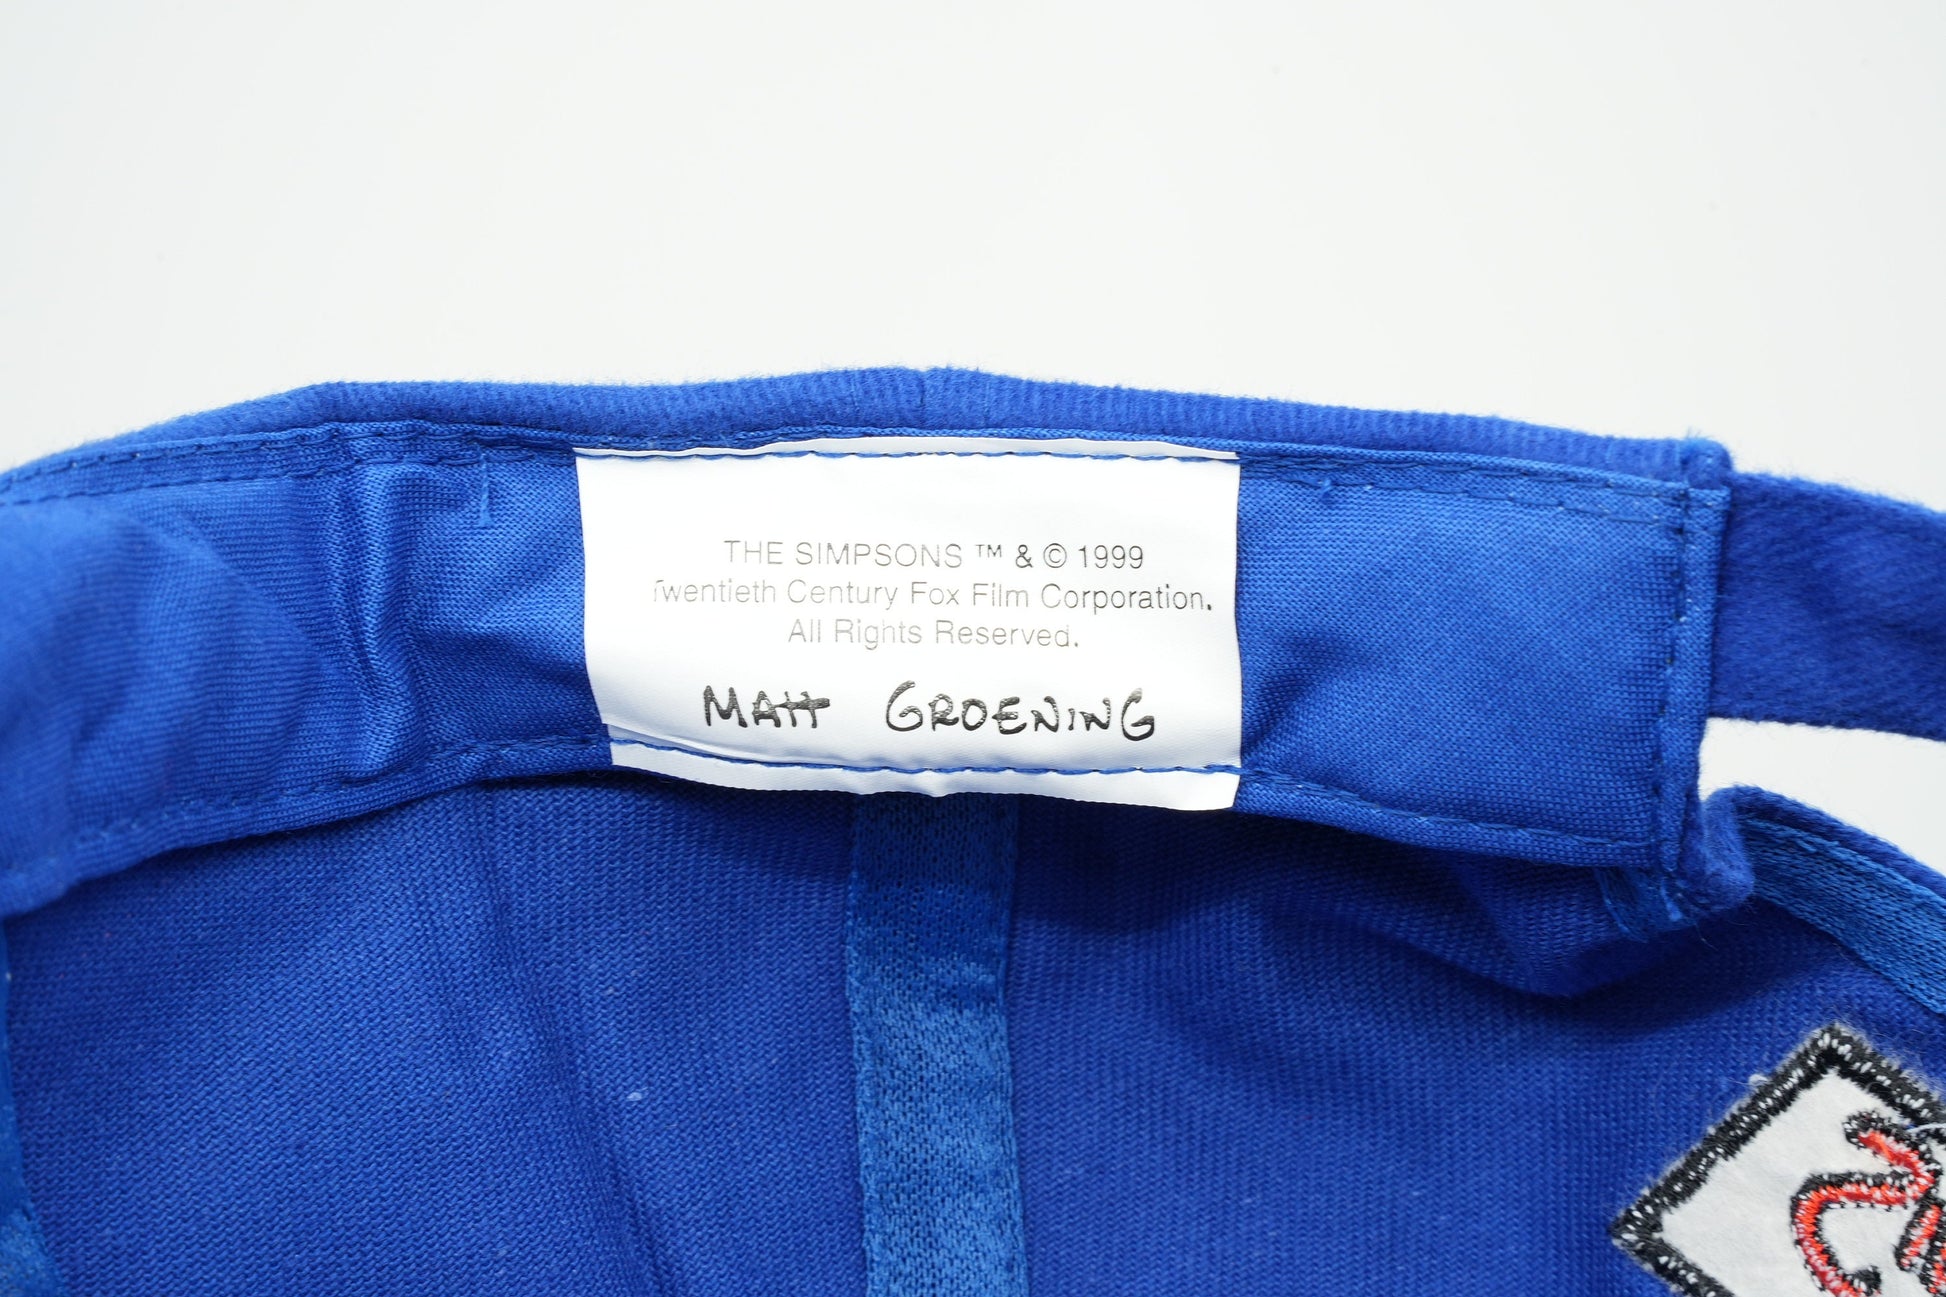 THE SIMPSONS ™ & © 1999
Twentieth Century Fox Film Corporation.
All Rights Reserved.
MATT GROENING